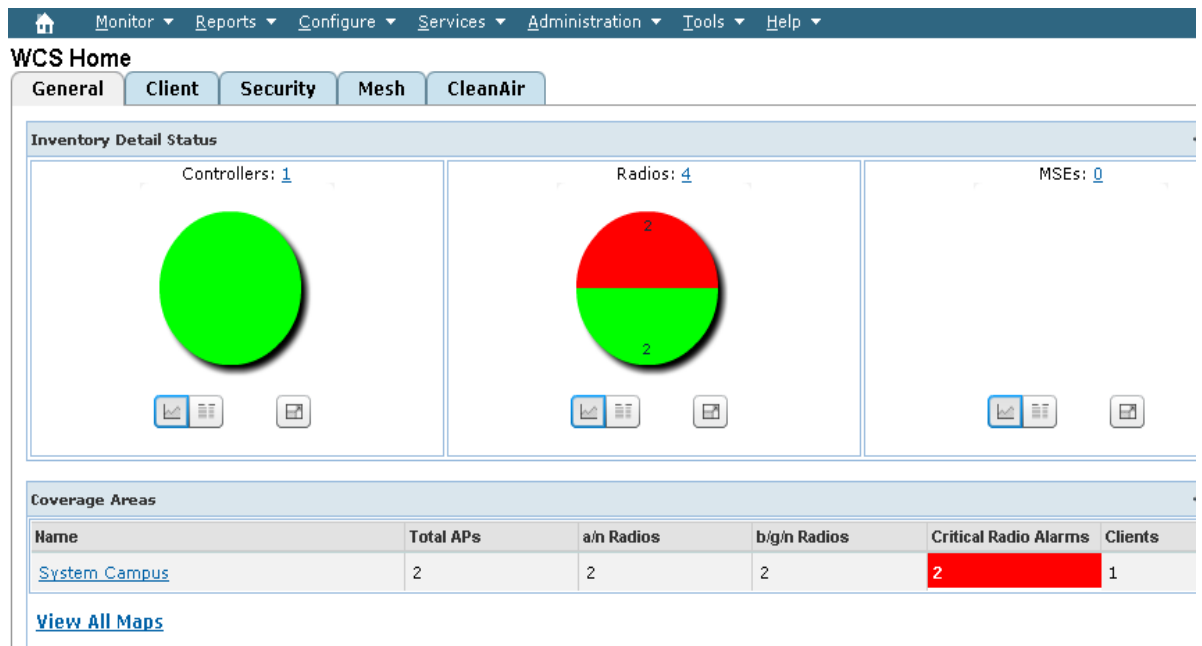 Monitor Reports Configure Services Administration Tools Help
WCS Home
General Client Security Mesh CleanAir
Inventory Detail Status
Controllers: 1 Radios: 4 MSEs: 0
2
2
Coverage Areas
Name Total APs a/n Radios b/g/n Radios Critical Radio Alarms Clients
System Campus 2 2 2 2 1
View All Maps